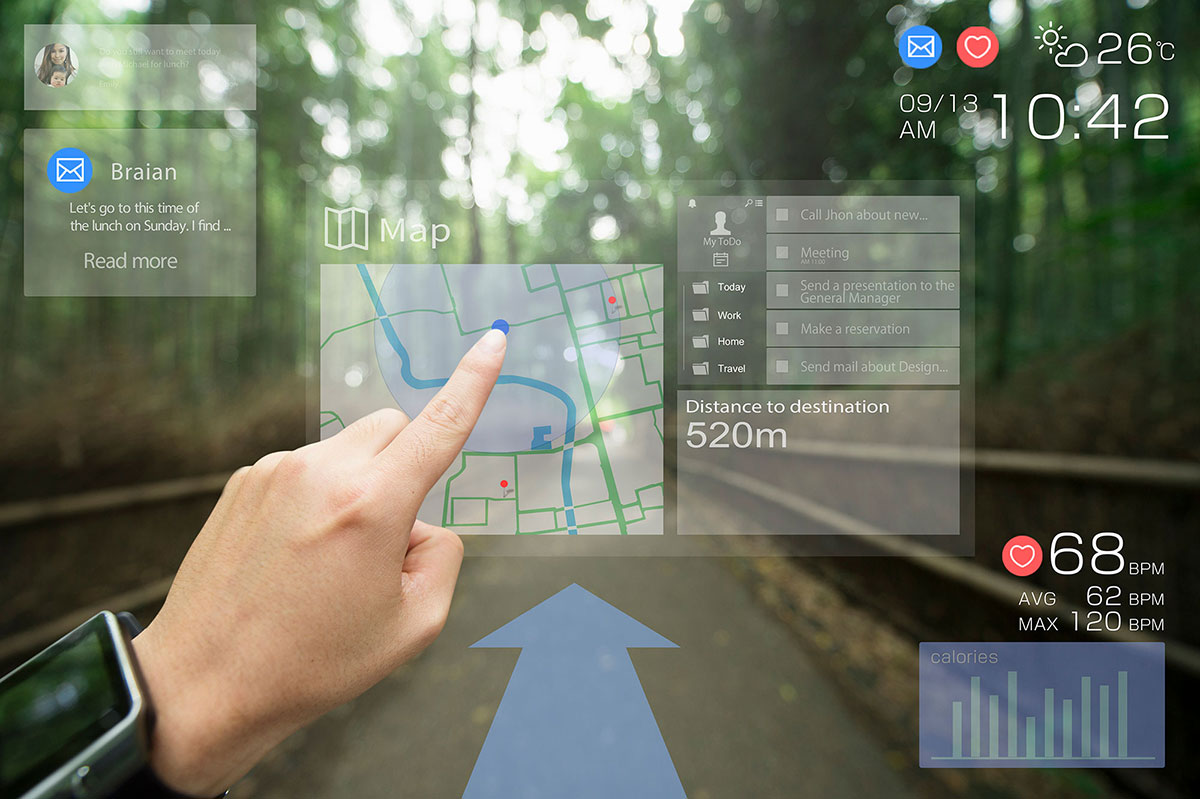 Do you still want to meet today
with Michael for lunch?
Emily
Braian
Let's go to this time of
the lunch on Sunday. I find ...
Read more
Map
My ToDo
Today
Work
Home
Travel
Call Jhon about new...
Meeting
AM 11:00
Send a presentation to the
General Manager
Make a reservation
Send mail about Design...
Distance to destination
520m
26℃
09/13
AM 10:42
68 BPM
AVG 62 BPM
MAX 120 BPM
calories